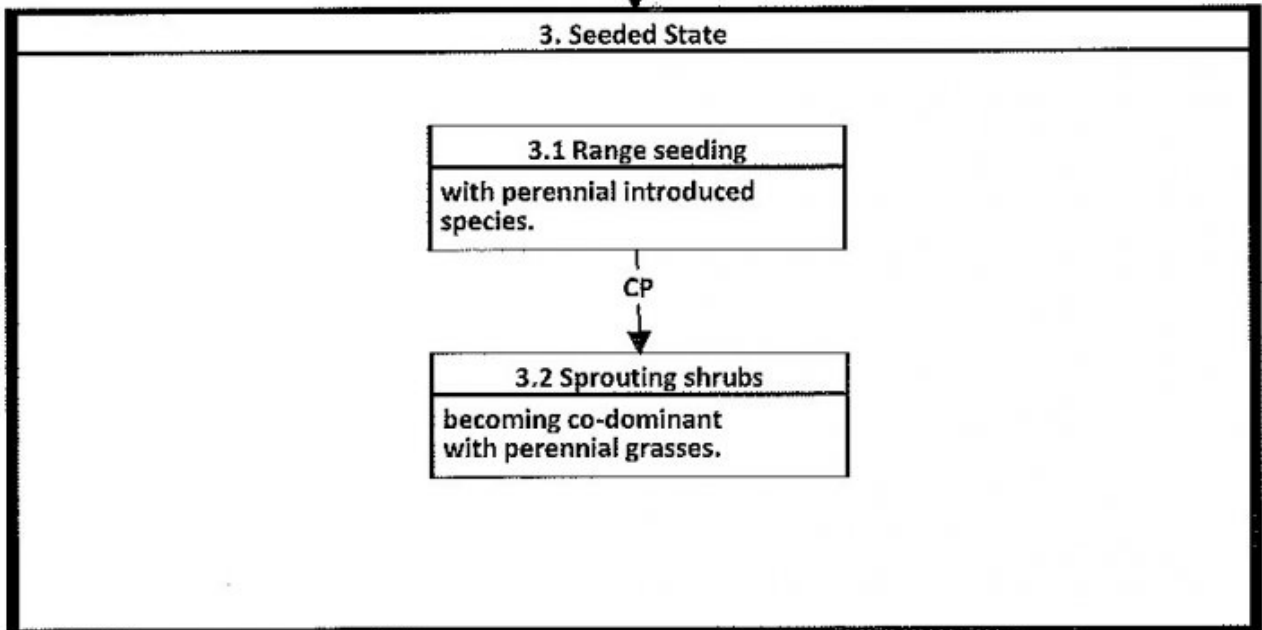 3. Seeded State
3.1 Range seeding
with perennial introduced
species.
CP
3.2 Sprouting shrubs
becoming co-dominant
with perennial grasses.